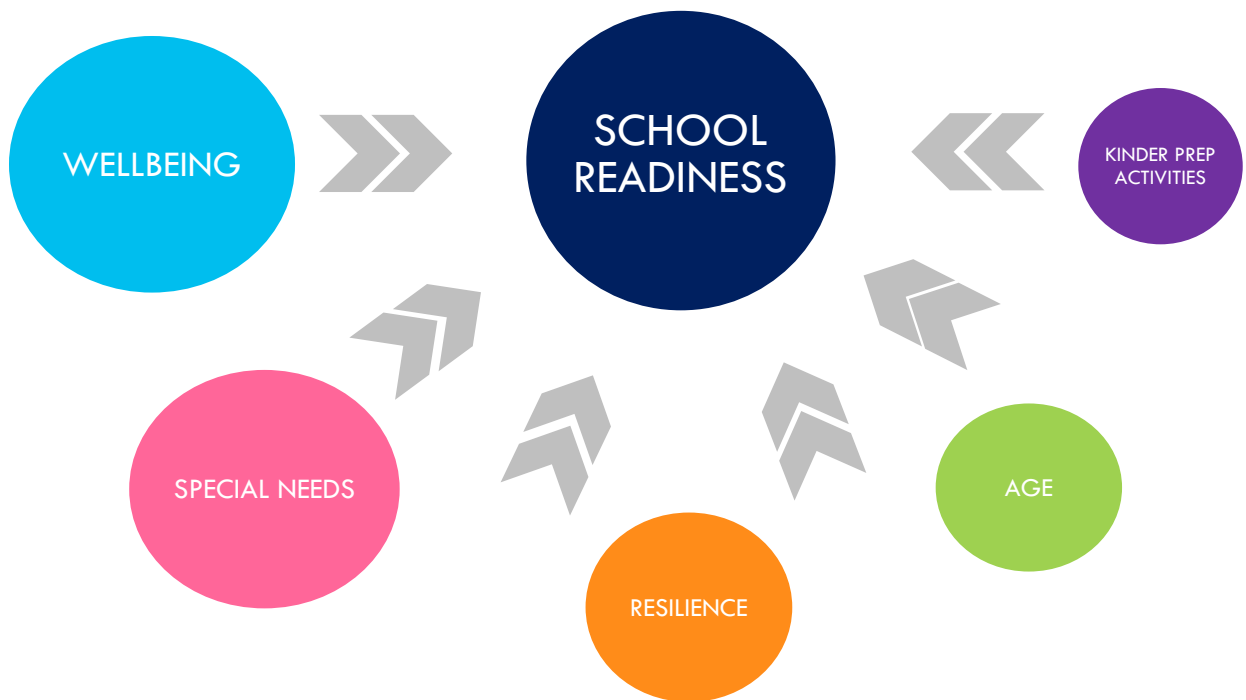 SCHOOL
READINESS
WELLBEING
KINDER PREP
ACTIVITIES
SPECIAL NEEDS
AGE
RESILIENCE